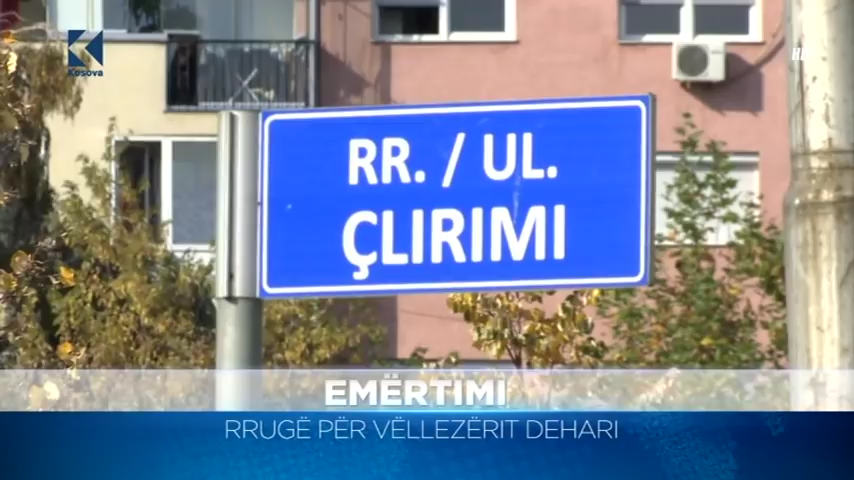 Kosova
RR. / UL.
ÇLIRIMI
EMËRTIMI
RRUGË PËR VËLLEZËRIT DEHARI